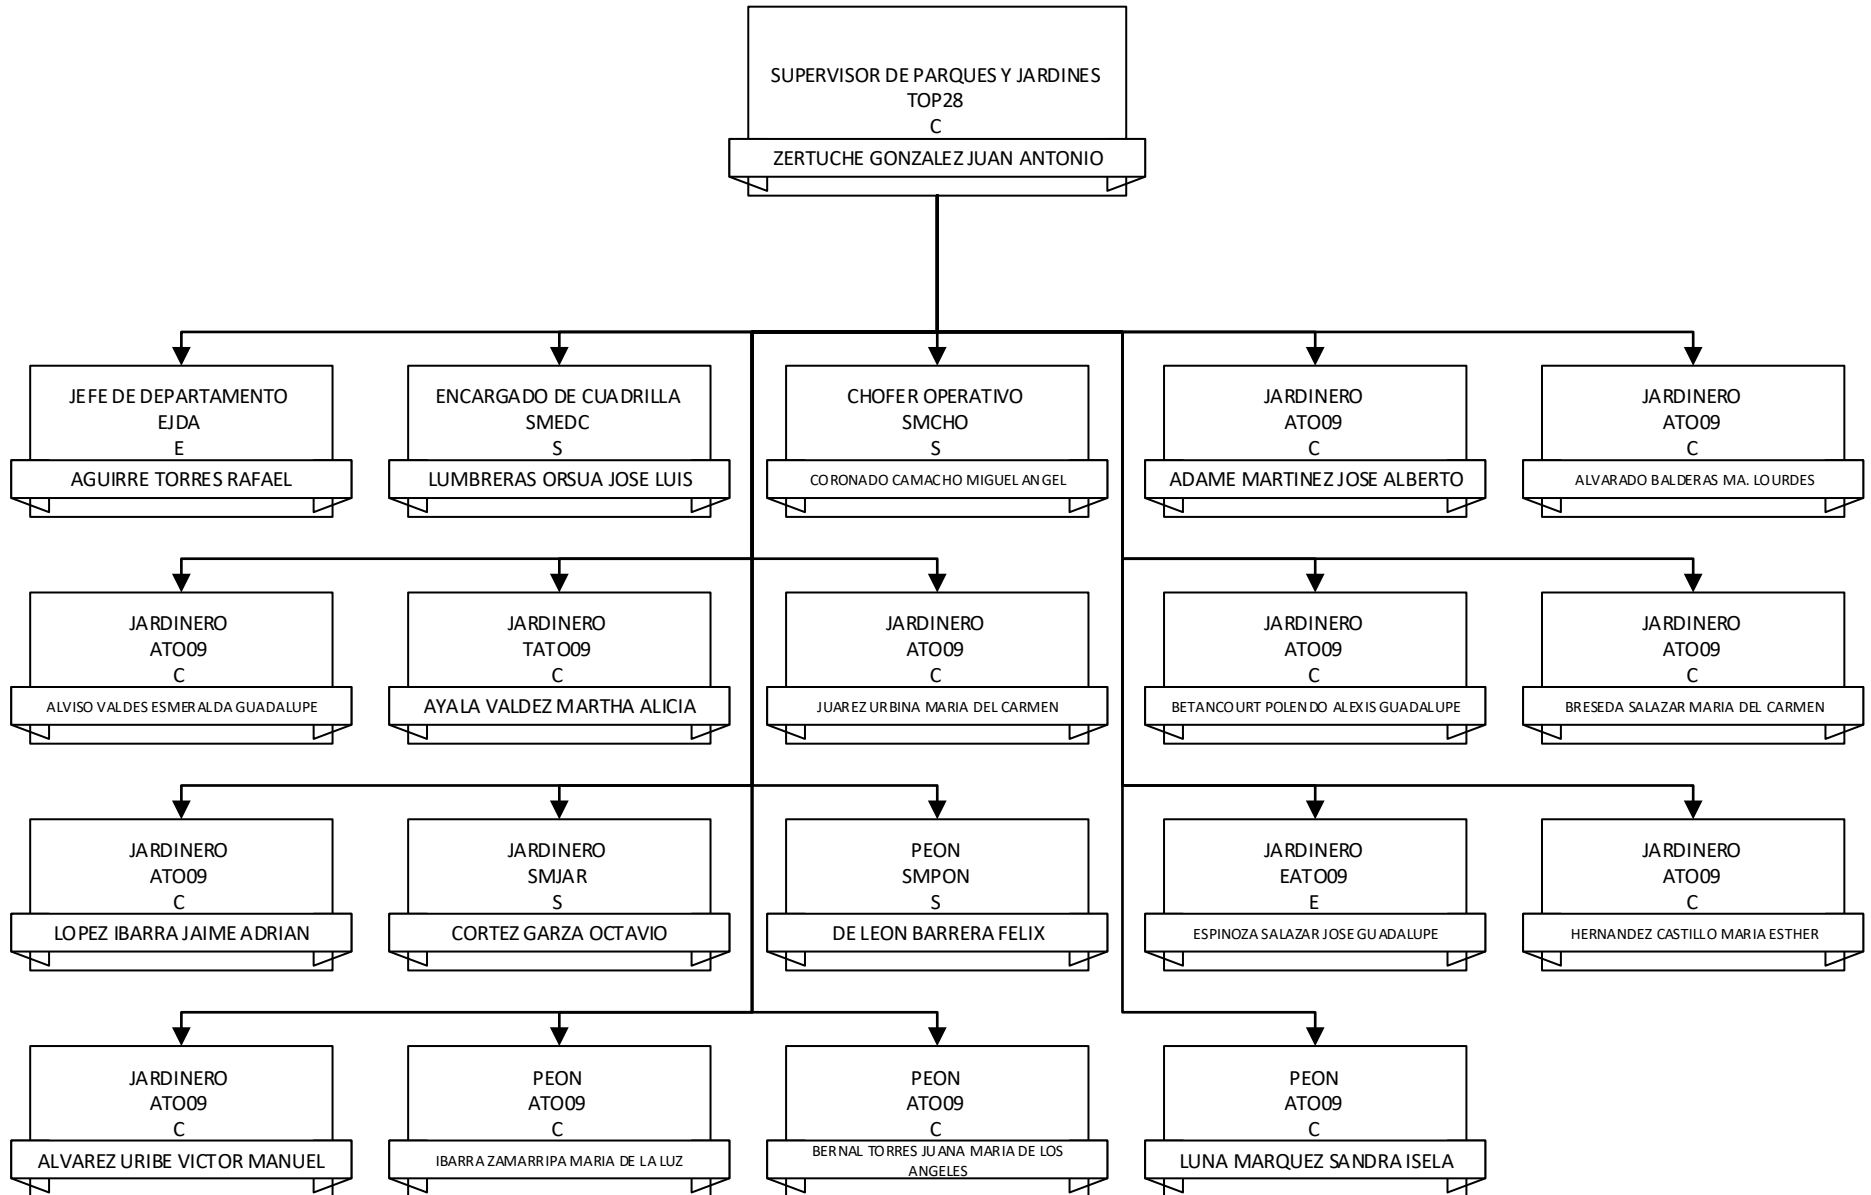 SUPERVISOR DE PARQUES Y JARDINES
TOP28
C
ZERTUCHE GONZALEZ JUAN ANTONIO
JEFE DE DEPARTAMENTO
EJDA
E
AGUIRRE TORRES RAFAEL
ENCARGADO DE CUADRILLA
SMEDC
S
LUMBRERAS ORSUA JOSE LUIS
CHOFER OPERATIVO
SMCHO
S
CORONADO CAMACHO MIGUEL ANGEL
JARDINERO
ATO09
C
ADAME MARTINEZ JOSE ALBERTO
JARDINERO
ATO09
C
ALVARADO BALDERAS MA. LOURDES
JARDINERO
ATO09
C
ALVISO VALDES ESMERALDA GUADALUPE
JARDINERO
TATO09
C
AYALA VALDEZ MARTHA ALICIA
JARDINERO
ATO09
C
JUAREZ URBINA MARIA DEL CARMEN
JARDINERO
ATO09
C
BETANCOURT POLENDO ALEXIS GUADALUPE
JARDINERO
ATO09
C
BRESEDA SALAZAR MARIA DEL CARMEN
JARDINERO
ATO09
C
LOPEZ IBARRA JAIME ADRIAN
JARDINERO
SMJAR
S
CORTEZ GARZA OCTAVIO
PEON
SMPON
S
DE LEON BARRERA FELIX
JARDINERO
EATO09
E
ESPINOZA SALAZAR JOSE GUADALUPE
JARDINERO
ATO09
C
HERNANDEZ CASTILLO MARIA ESTHER
JARDINERO
ATO09
C
ALVAREZ URIBE VICTOR MANUEL
PEON
ATO09
C
IBARRA ZAMARRIPA MARIA DE LA LUZ
PEON
ATO09
C
BERNAL TORRES JUANA MARIA DE LOS
ANGELES
PEON
ATO09
C
LUNA MARQUEZ SANDRA ISELA